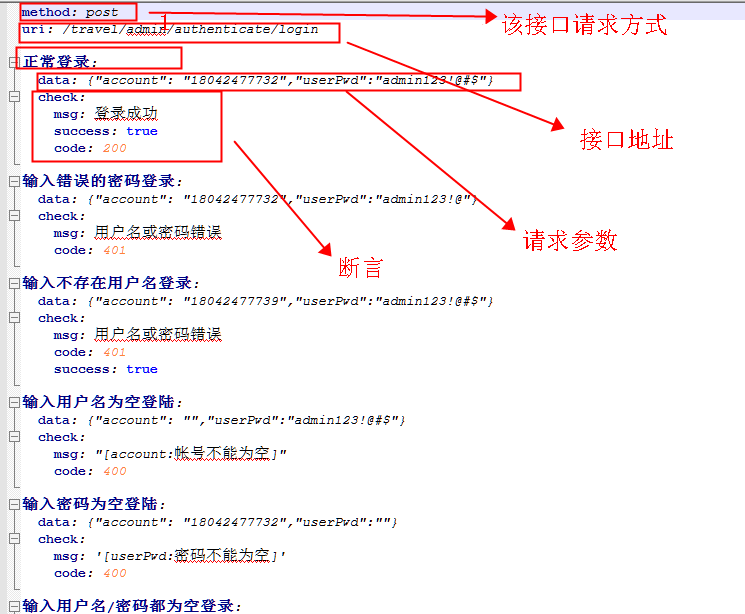 method: post
1
该接口请求方式
uri: /travel/admin/authenticate/login
正常登录:
data: {"account": "18042477732","userPwd":"admin123!@#$"}
check:
msg: 登录成功
success: true
code: 200
接口地址
输入错误的密码登录:
data: {"account": "18042477732","userPwd":"admin123!@"}
check:
msg: 用户名或密码错误
code: 401
请求参数
断言
输入不存在用户名登录:
data: {"account": "18042477739","userPwd":"admin123!@#$"}
check:
msg: 用户名或密码错误
code: 401
success: true
输入用户名为空登陆:
data: {"account": "","userPwd":"admin123!@#$"}
check:
msg: "[account:帐号不能为空]"
code: 400
输入密码为空登陆:
data: {"account": "18042477732","userPwd":""}
check:
msg: '[userPwd:密码不能为空]'
code: 400
输入用户名/密码都为空登录: